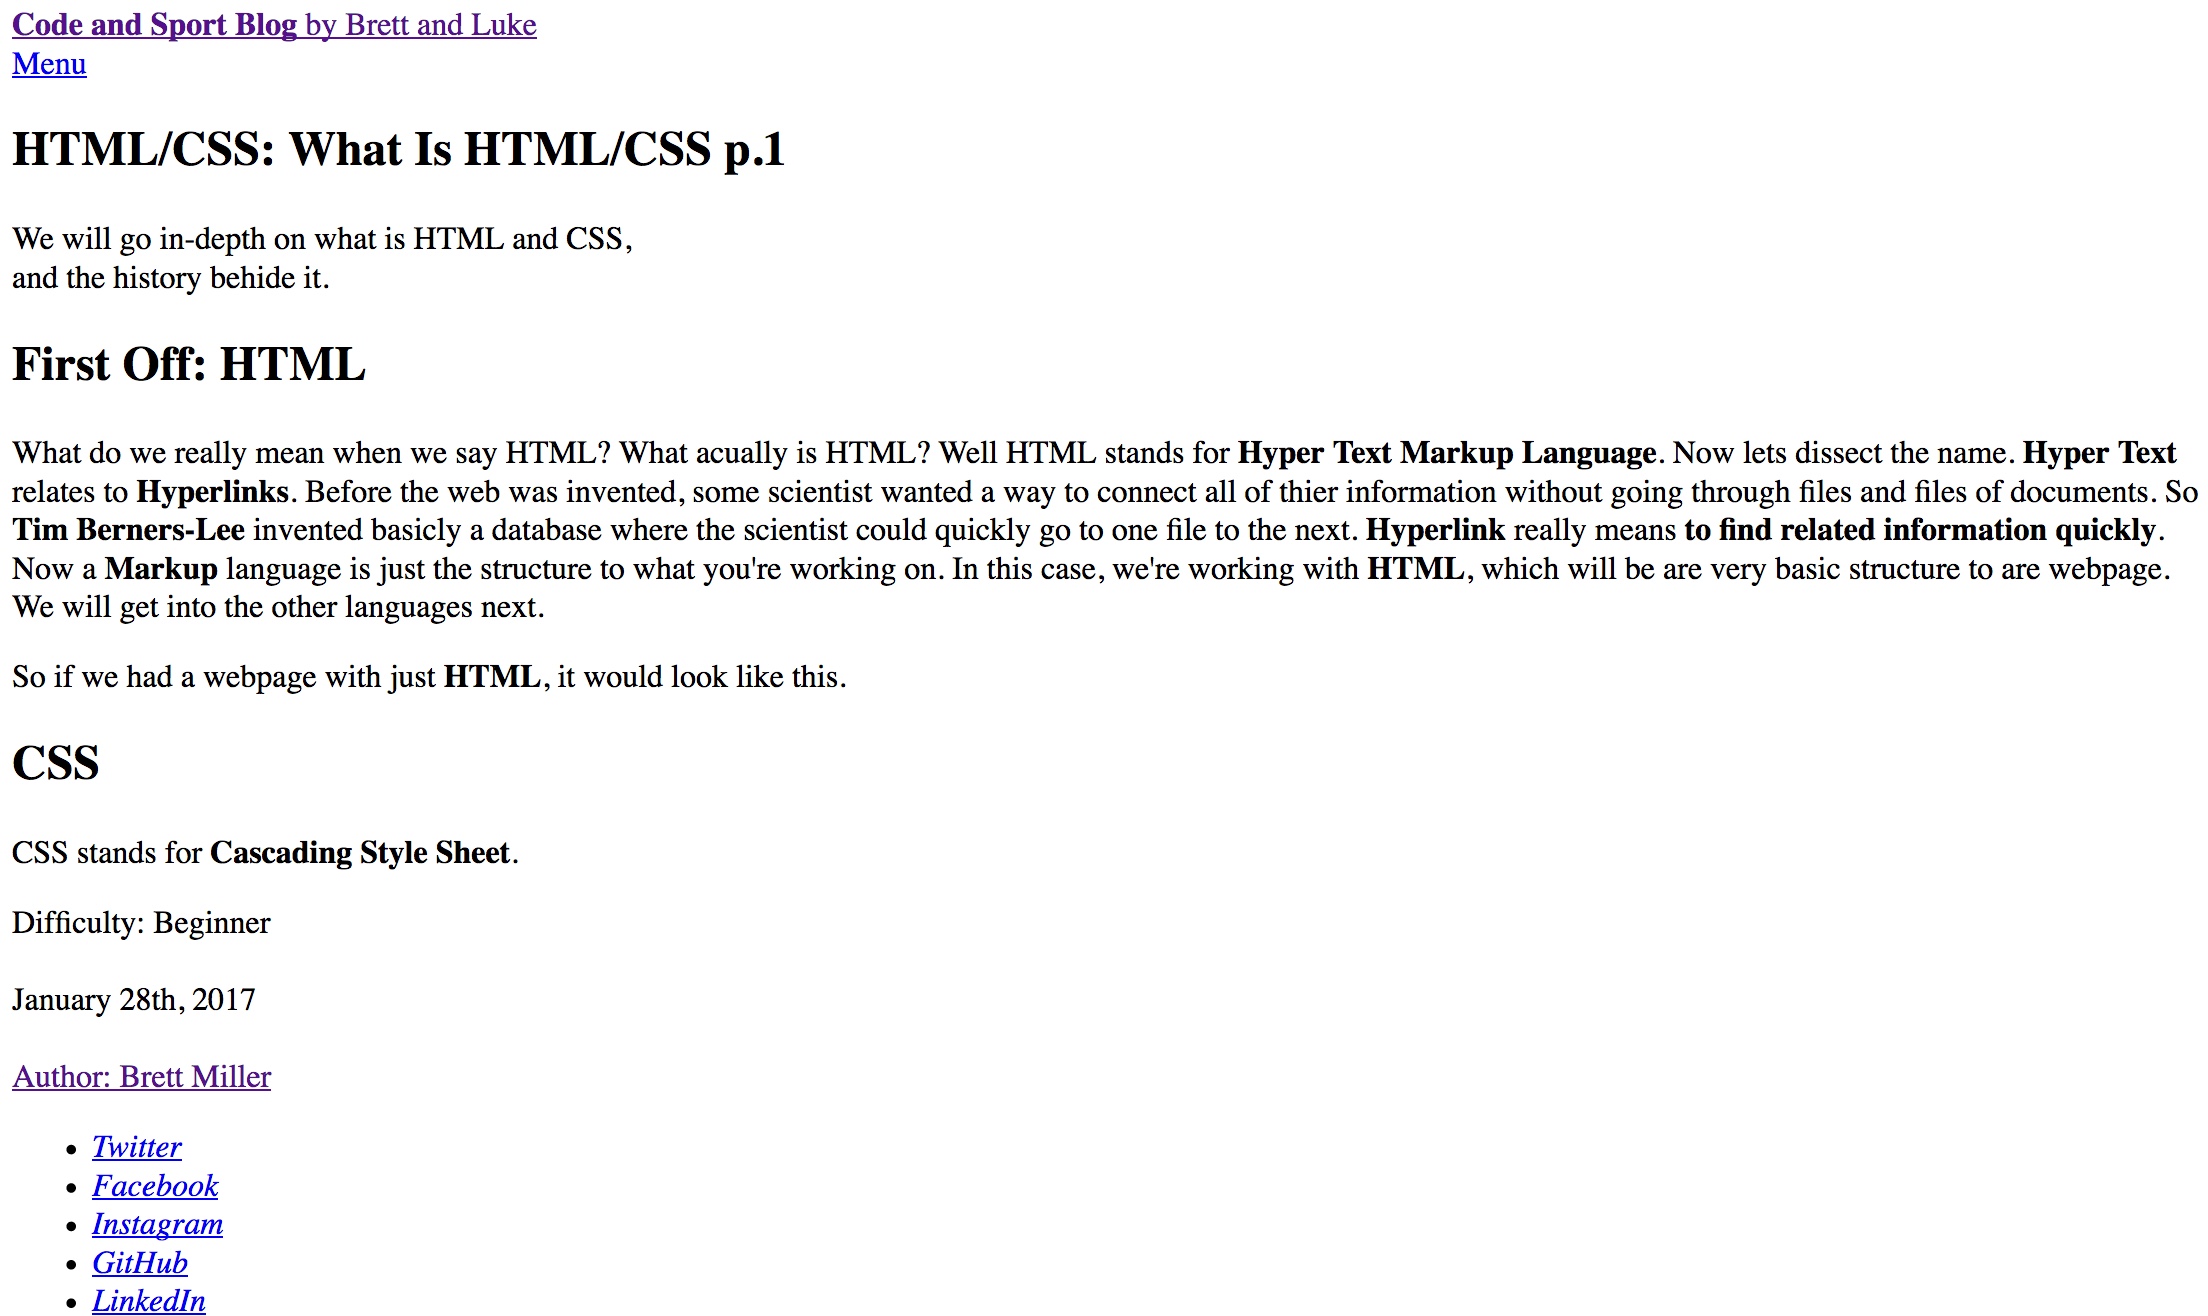 Code and Sport Blog by Brett and Luke
Menu
HTML/CSS: What Is HTML/CSS p.1
We will go in-depth on what is HTML and CSS,
and the history behide it.
First Off: HTML
What do we really mean when we say HTML? What acually is HTML? Well HTML stands for Hyper Text Markup Language. Now lets dissect the name. Hyper Text
relates to Hyperlinks. Before the web was invented, some scientist wanted a way to connect all of thier information without going through files and files of documents. So
Tim Berners-Lee invented basicly a database where the scientist could quickly go to one file to the next. Hyperlink really means to find related information quickly.
Now a Markup language is just the structure to what you're working on. In this case, we're working with HTML, which will be are very basic structure to are webpage.
We will get into the other languages next.
So if we had a webpage with just HTML, it would look like this.
CSS
CSS stands for Cascading Style Sheet.
Difficulty: Beginner
January 28th, 2017
Author: Brett Miller
• Twitter
• Facebook
• Instagram
• GitHub
• LinkedIn